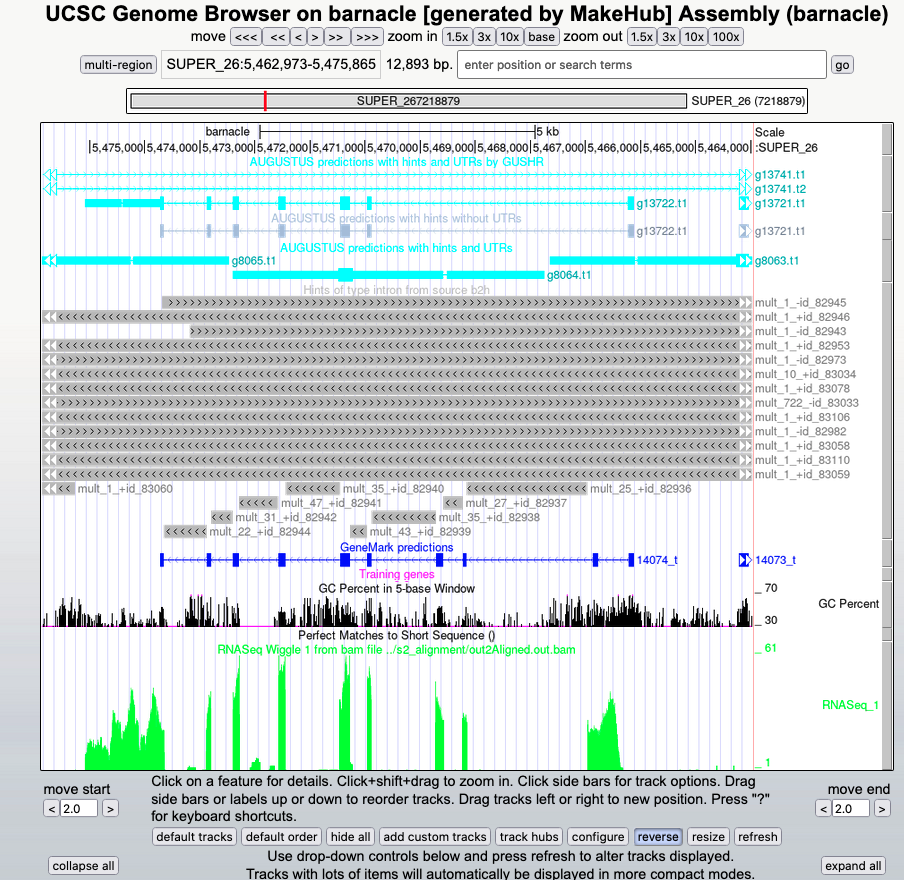 UCSC Genome Browser on barnacle [generated by MakeHub] Assembly (barnacle)
move <<< << < > >> >>> zoom in 1.5x 3x 10x base zoom out 1.5x 3x 10x 100x
multi-region SUPER_26:5,462,973-5,475,865 12,893 bp. enter position or search terms go
SUPER_267218879 SUPER_26 (7218879)
barnacle 5 kb Scale
5,475,000 5,474,000 5,473,000 5,472,000 5,471,000 5,470,000 5,469,000 5,468,000 5,467,000 5,466,000 5,465,000 5,464,000 :SUPER_26
AUGUSTUS predictions with hints and UTRs by GUSHR
g13741.t1
g13741.t2
g13722.t1 g13721.t1
AUGUSTUS predictions with hints without UTRs
g13722.t1 g13721.t1
AUGUSTUS predictions with hints and UTRs
g8065.t1 g8063.t1
g8064.t1
Hints of type intron from source b2h
mult_1_-id_82945
mult_1_+id_82946
mult_1_-id_82943
mult_1_+id_82953
mult_1_-id_82973
mult_10_+id_83034
mult_1_+id_83078
mult_722_-id_83033
mult_1_+id_83106
mult_1_-id_82982
mult_1_+id_83058
mult_1_+id_83110
mult_1_+id_83059
mult_1_+id_83060 mult_35_+id_82940 mult_25_+id_82936
mult_47_+id_82941 mult_27_+id_82937
mult_31_+id_82942 mult_35_+id_82938
mult_22_+id_82944 mult_43_+id_82939
GeneMark predictions
14074_t 14073_t
Training genes
GC Percent in 5-base Window
70
GC Percent
30
Perfect Matches to Short Sequence ()
RNASeq Wiggle 1 from bam file ../s2_alignment/out2Aligned.out.bam
61
RNASeq_1
1
move start
< 2.0 >
Click on a feature for details. Click+shift+drag to zoom in. Click side bars for track options. Drag
side bars or labels up or down to reorder tracks. Drag tracks left or right to new position. Press "?"
for keyboard shortcuts.
move end
< 2.0 >
default tracks default order hide all add custom tracks track hubs configure reverse resize refresh
collapse all
Use drop-down controls below and press refresh to alter tracks displayed.
Tracks with lots of items will automatically be displayed in more compact modes.
expand all